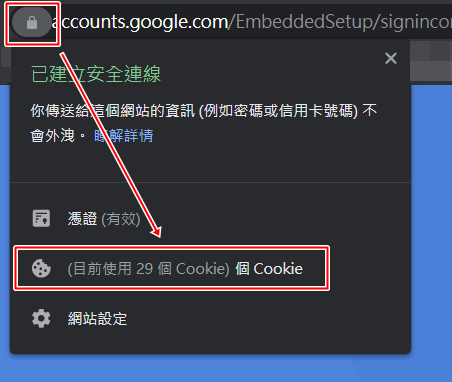 accounts.google.com/EmbeddedSetup/signincon
已建立安全連線
你傳送給這個網站的資訊 (例如密碼或信用卡號碼) 不
會外洩。 瞭解詳情
憑證 (有效)
(目前使用 29 個 Cookie) 個 Cookie
網站設定